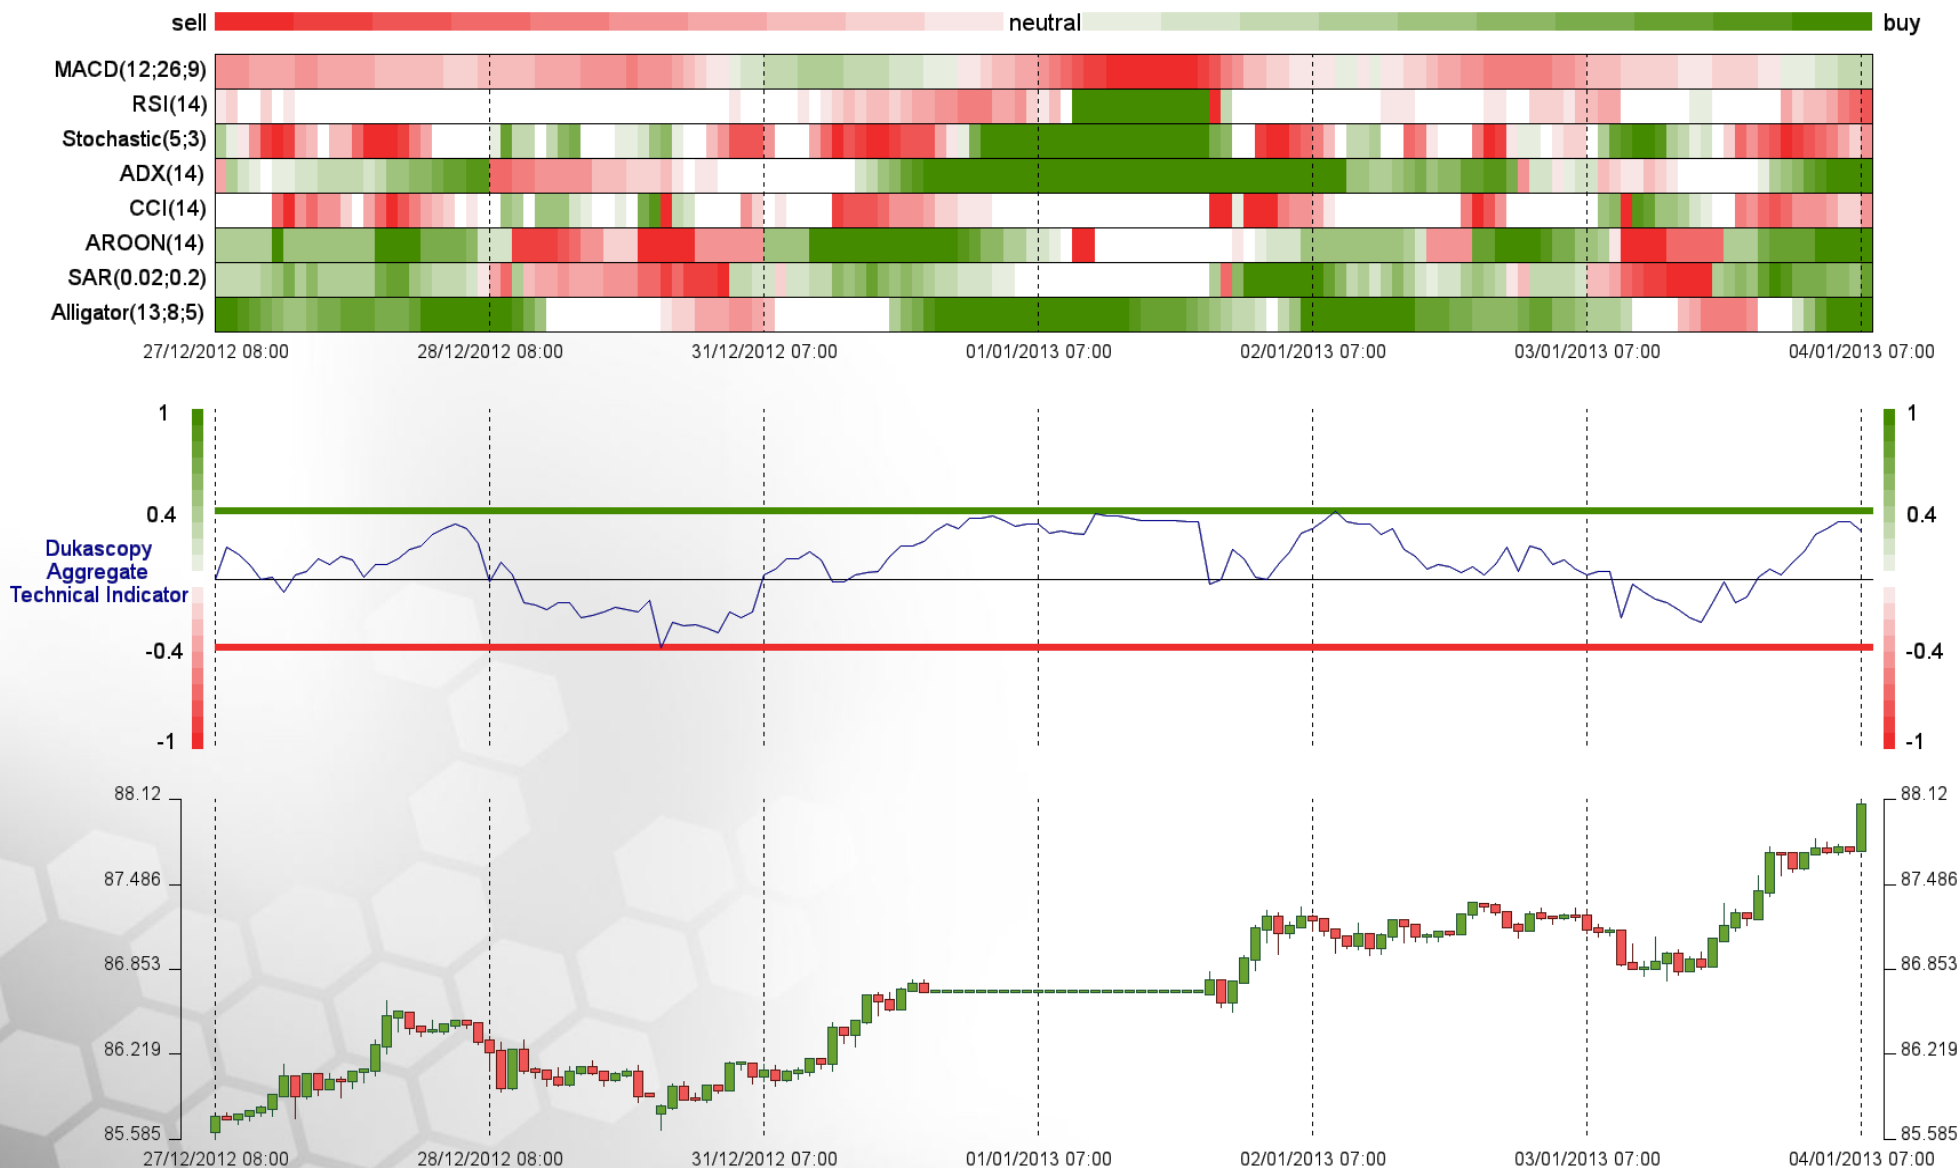 sell neutral buy
MACD(12;26;9)
RSI(14)
Stochastic(5;3)
ADX(14)
CCI(14)
AROON(14)
SAR(0.02;0.2)
Alligator(13;8;5)
27/12/2012 08:00 28/12/2012 08:00 31/12/2012 07:00 01/01/2013 07:00 02/01/2013 07:00 03/01/2013 07:00 04/01/2013 07:00
1 1
0.4 0.4
Dukascopy
Aggregate
Technical Indicator
-0.4 -0.4
-1 -1
88.12 88.12
87.486 87.486
86.853 86.853
86.219 86.219
85.585 85.585
27/12/2012 08:00 28/12/2012 08:00 31/12/2012 07:00 01/01/2013 07:00 02/01/2013 07:00 03/01/2013 07:00 04/01/2013 07:00